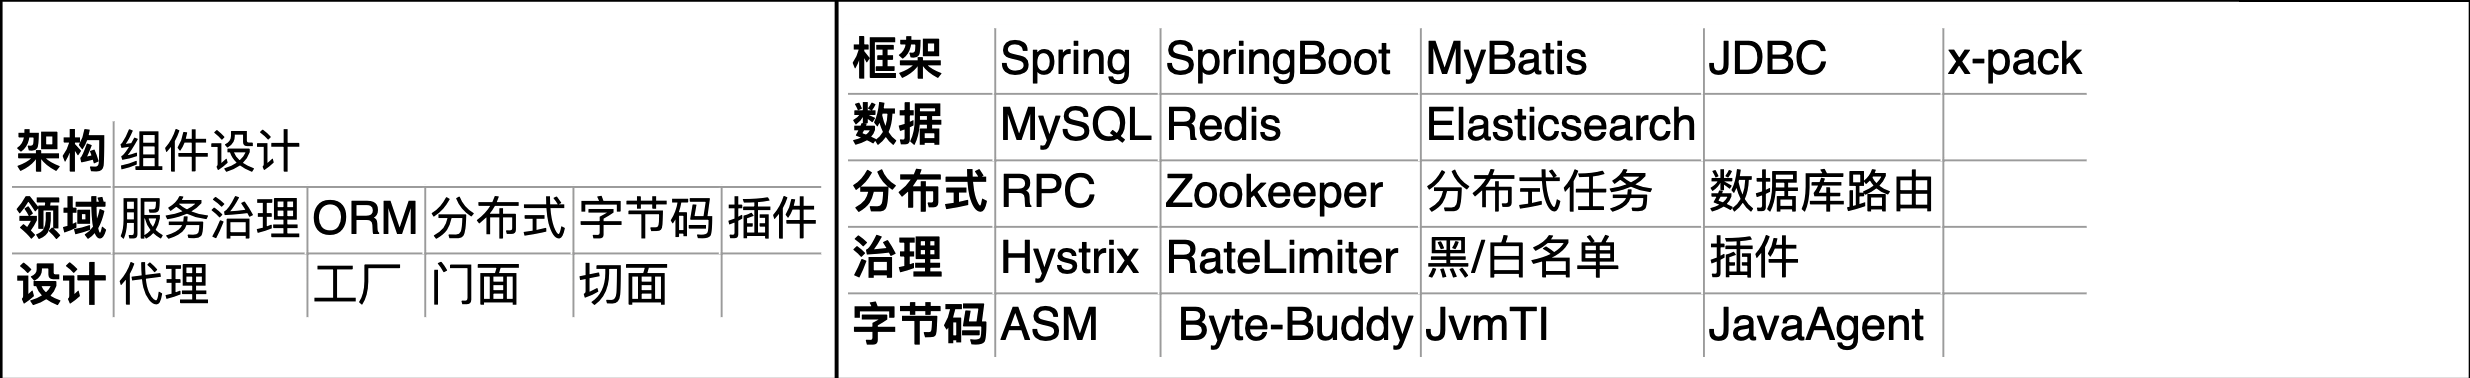 架构 组件设计
领域 服务治理 ORM 分布式 字节码 插件
设计 代理 工厂 门面 切面
框架 Spring SpringBoot MyBatis JDBC x-pack
数据 MySQL Redis Elasticsearch
分布式 RPC Zookeeper 分布式任务 数据库路由
治理 Hystrix RateLimiter 黑/白名单 插件
字节码 ASM Byte-Buddy JvmTI JavaAgent